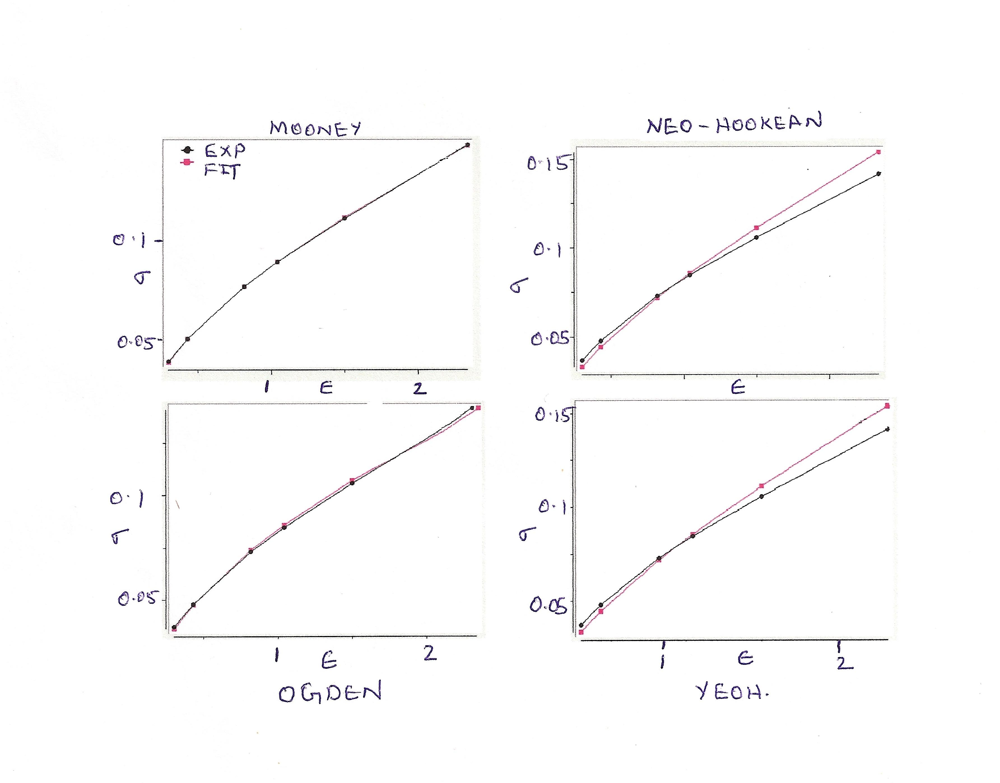 MOONEY
EXP
FIT
0.1
σ
0.05
1 E 2
NEO-HOOKEAN
0.15
0.1
σ
0.05
E
0.1
σ
0.05
1 E 2
OGDEN
0.15
0.1
σ
0.05
1 E 2
YEOH.